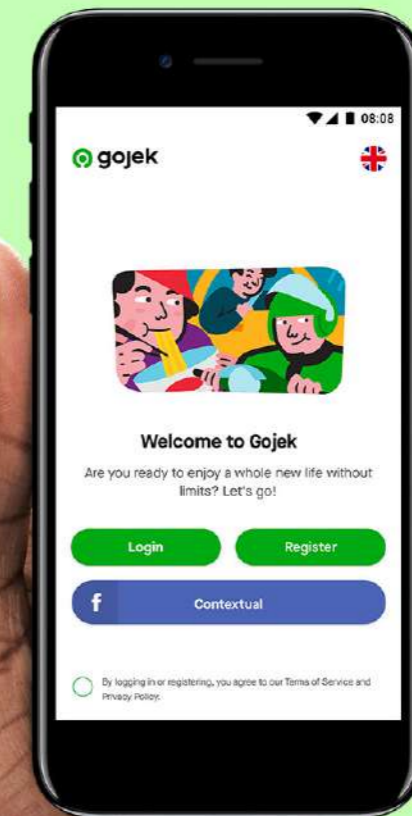 08:08
gojek
Welcome to Gojek
Are you ready to enjoy a whole new life without
limits? Let's go!
Login
Register
f
Contextual
By logging in or registering, you agree to our Terms of Service and
Privacy Policy.